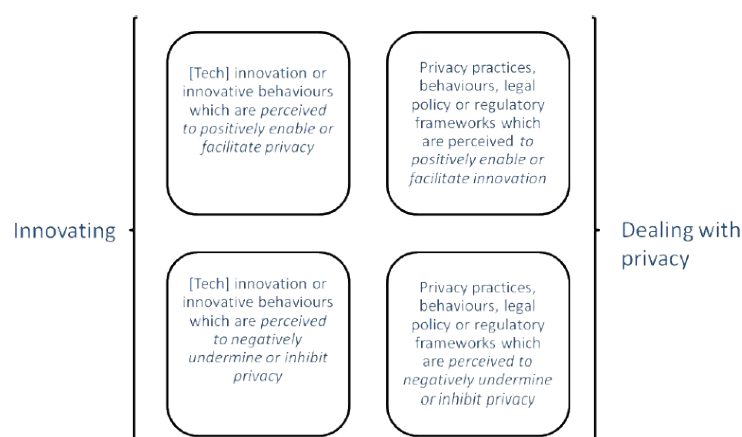 [Tech] innovation or
innovative behaviours
which are perceived
to positively enable or
facilitate privacy
Privacy practices,
behaviours, legal
policy or regulatory
frameworks which
are perceived to
positively enable or
facilitate innovation
Innovating
Dealing with
privacy
[Tech] innovation or
innovative behaviours
which are perceived
to negatively
undermine or inhibit
privacy
Privacy practices,
behaviours, legal
policy or regulatory
frameworks which
are perceived to
negatively undermine
or inhibit privacy